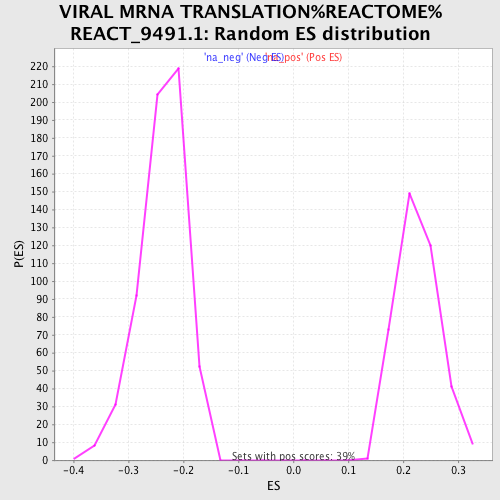 VIRAL MRNA TRANSLATION%REACTOME%
REACT_9491.1: Random ES distribution
'na_neg' (Neg ES)
'na_pos' (Pos ES)
P(ES)
220
210
200
190
180
170
160
150
140
130
120
110
100
90
80
70
60
50
40
30
20
10
0
Sets with pos scores: 39%
-0.4 -0.3 -0.2 -0.1 0.0 0.1 0.2 0.3
ES